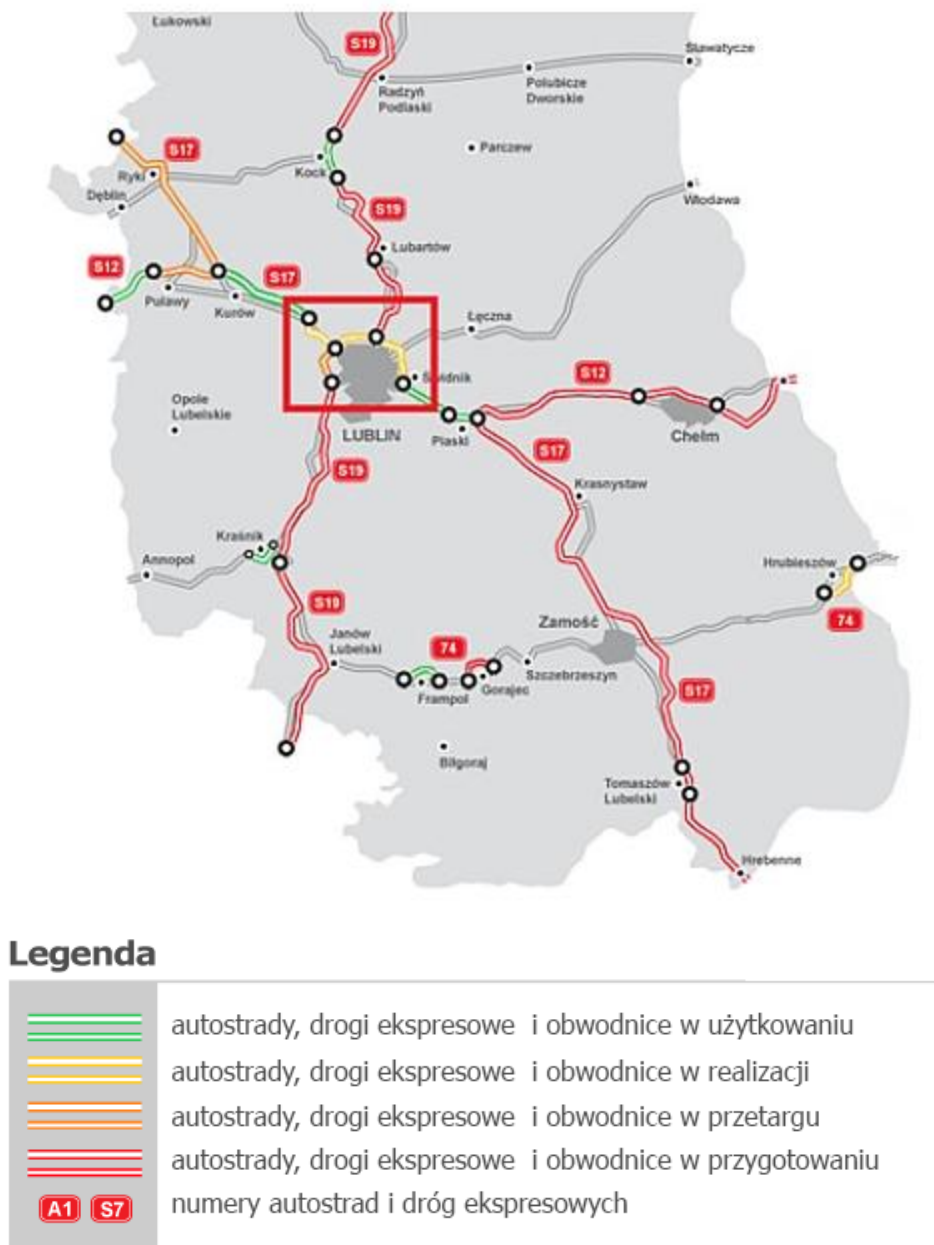 Łukowski
S19
Sławatycze
Radzyń
Podlaski
Połubicze
Dworskie
S17
Parczew
Ryki
Kock
Dęblin
S19
Włodawa
Lubartów
S12
S17
Puławy
Kurów
Łęczna
S12
Świdnik
Opole
Lubelskie
LUBLIN
Piaski
Chełm
S17
S19
Krasnystaw
Kraśnik
Annopol
Hrubieszów
S19
Zamość
74
Janów
Lubelski
74
Szczebrzeszyn
Frampol
Gorajec
S17
Biłgoraj
Tomaszów
Lubelski
Hrebenne
Legenda
autostrady, drogi ekspresowe i obwodnice w użytkowaniu
autostrady, drogi ekspresowe i obwodnice w realizacji
autostrady, drogi ekspresowe i obwodnice w przetargu
autostrady, drogi ekspresowe i obwodnice w przygotowaniu
A1 S7 numery autostrad i dróg ekspresowych